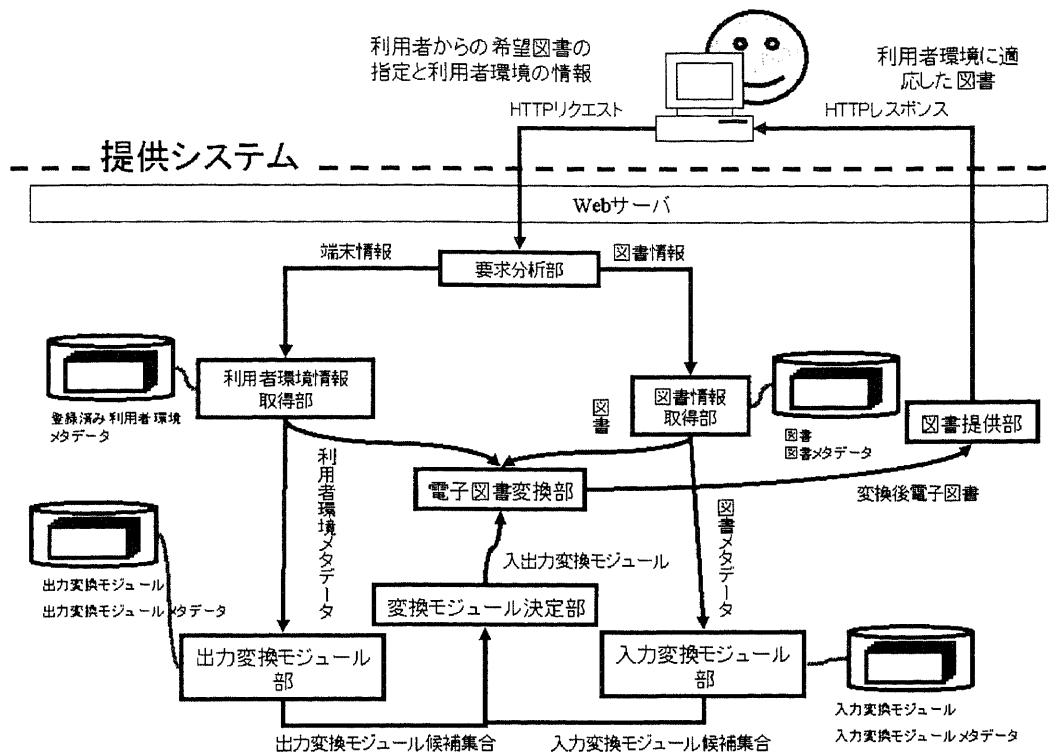 利用者からの希望図書の
指定と利用者環境の情報
利用者環境に適
応した図書
HTTPリクエスト
HTTPレスポンス
提供システム
Webサーバ
端末情報
要求分析部
図書情報
利用者環境情報
取得部
登録済み利用者環境
メタデータ
図書
図書情報
取得部
図書
図書メタデータ
図書提供部
電子図書変換部
変換後電子図書
利用者環境メタデータ
図書メタデータ
入出力変換モジュール
出力変換モジュール
出力変換モジュールメタデータ
変換モジュール決定部
出力変換モジュール
部
入力変換モジュール
部
入力変換モジュール
入力変換モジュールメタデータ
出力変換モジュール候補集合
入力変換モジュール候補集合